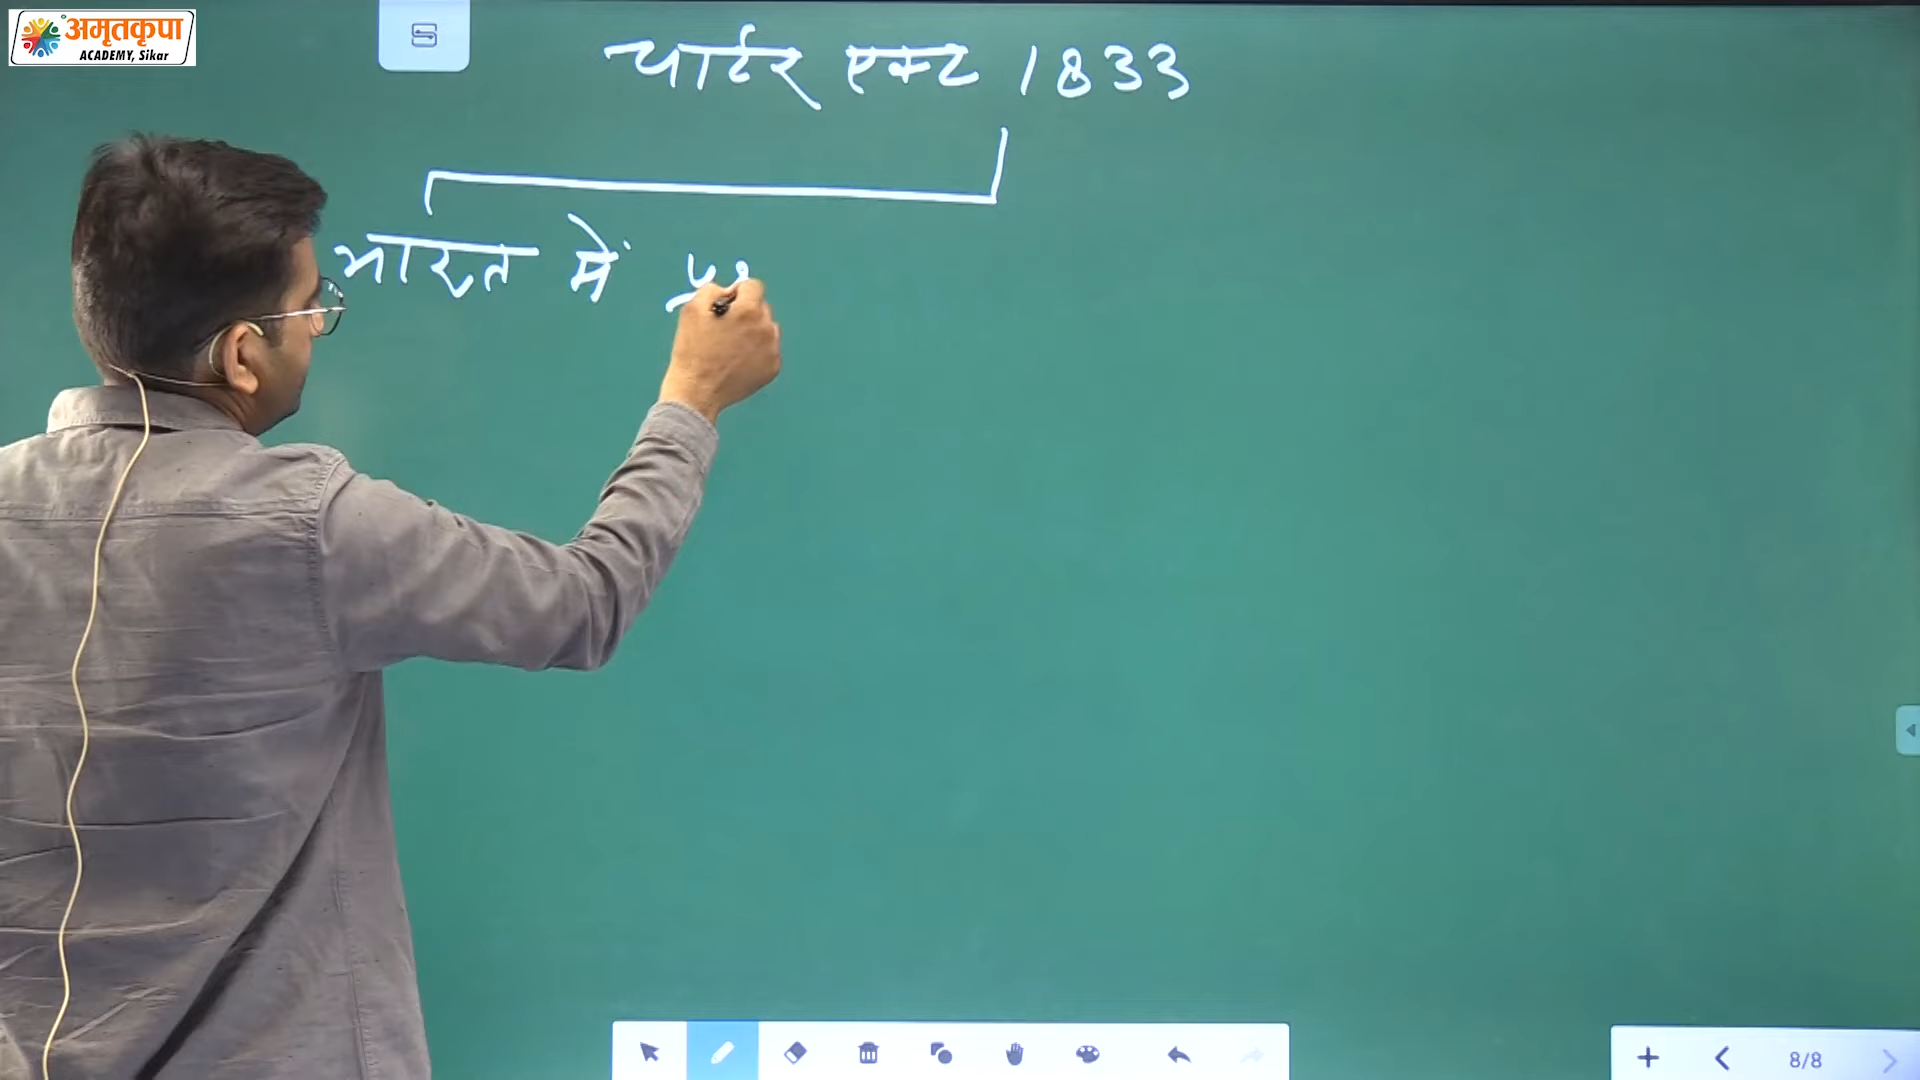 अमृतकृपा
ACADEMY, Sikar
चार्टर एक्ट 1833
भारत में
8/8